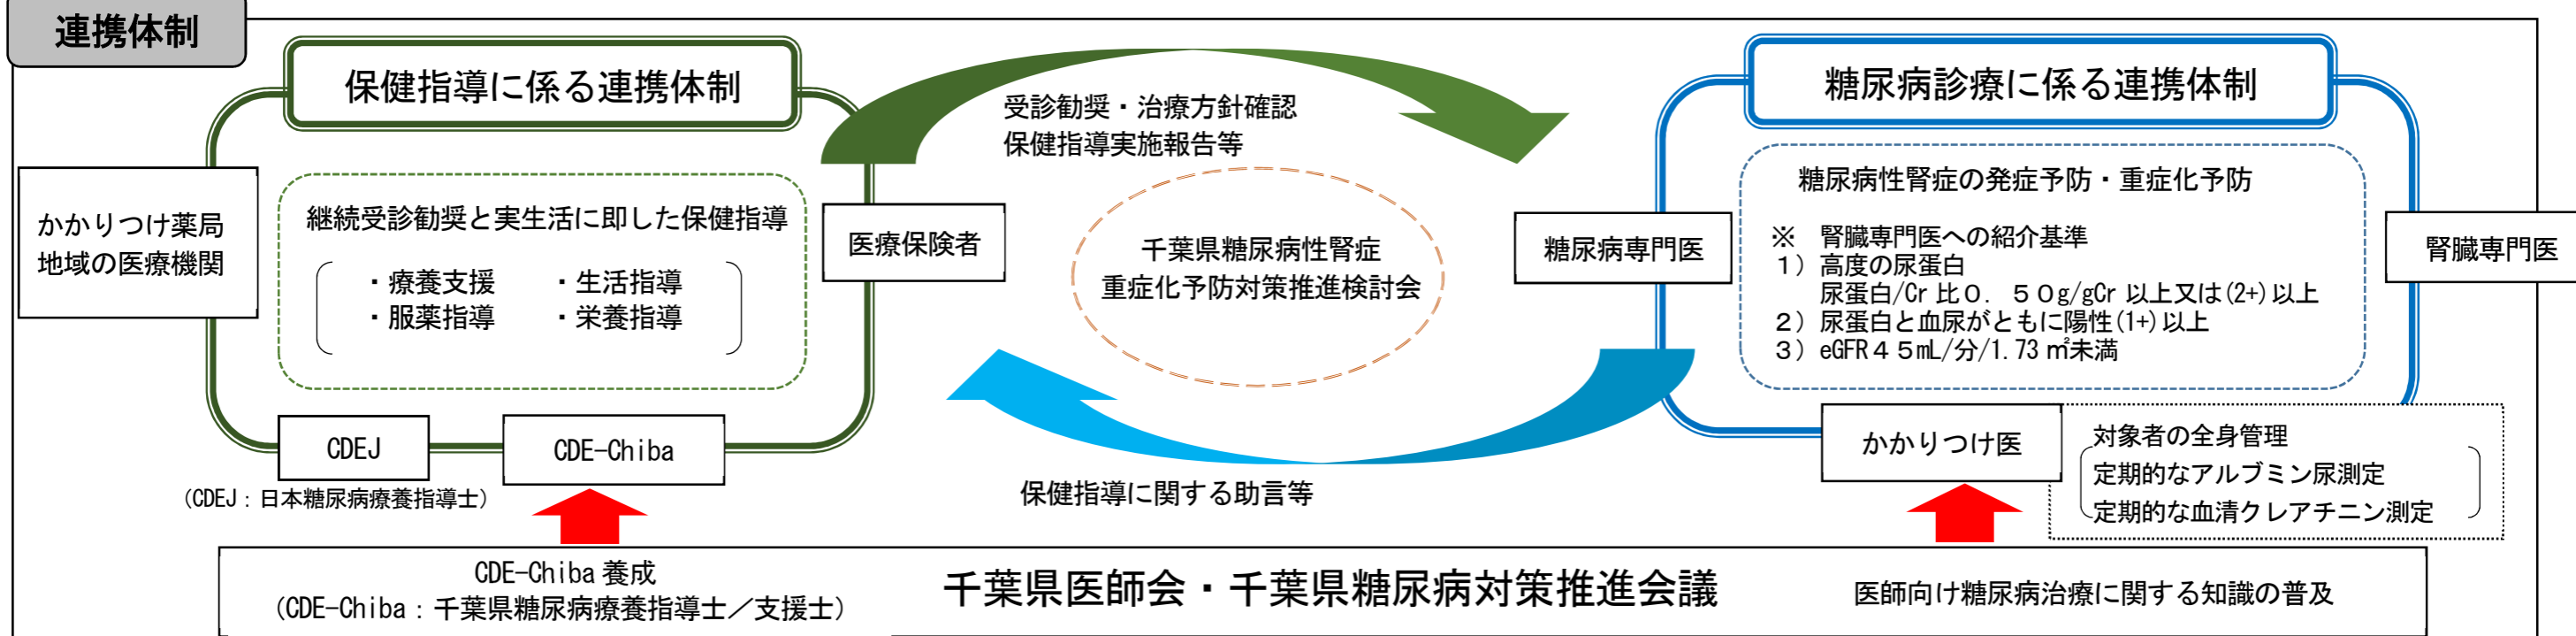 連携体制
保健指導に係る連携体制
かかりつけ薬局
地域の医療機関
継続受診勧奨と実生活に即した保健指導
・療養支援　・生活指導
・服薬指導　・栄養指導
医療保険者
CDEJ
CDE-Chiba
(CDEJ：日本糖尿病療養指導士)
受診勧奨・治療方針確認
保健指導実施報告等
千葉県糖尿病性腎症
重症化予防対策推進検討会
保健指導に関する助言等
糖尿病診療に係る連携体制
糖尿病専門医
糖尿病性腎症の発症予防・重症化予防
※　腎臓専門医への紹介基準
１）高度の尿蛋白
尿蛋白/Cr 比０．５０g/gCr 以上又は(2+)以上
２）尿蛋白と血尿がともに陽性(1+)以上
３）eGFR４５mL/分/1.73 ㎡未満
腎臓専門医
かかりつけ医
対象者の全身管理
定期的なアルブミン尿測定
定期的な血清クレアチニン測定
CDE-Chiba 養成
(CDE-Chiba：千葉県糖尿病療養指導士／支援士)
千葉県医師会・千葉県糖尿病対策推進会議
医師向け糖尿病治療に関する知識の普及